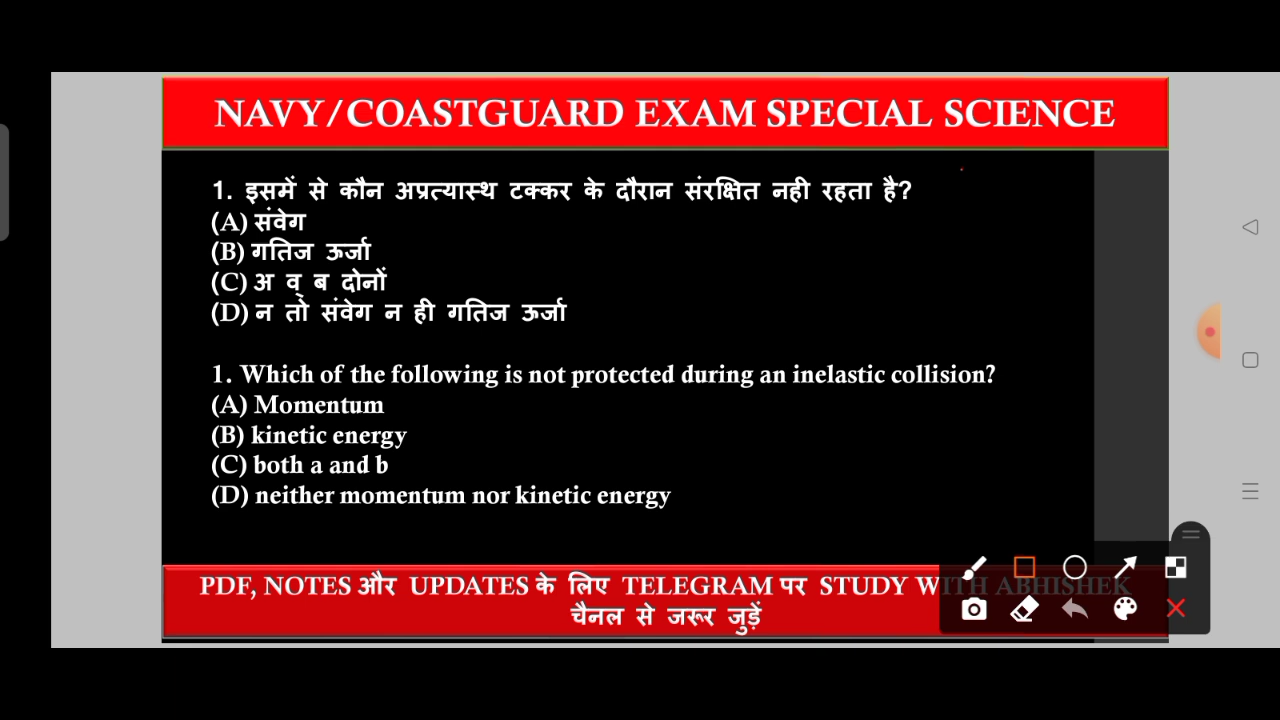 NAVY/COASTGUARD EXAM SPECIAL SCIENCE
1. इसमें से कौन अप्रत्यास्थ टक्कर के दौरान संरक्षित नही रहता है?
(A) संवेग
(B) गतिज ऊर्जा
(C) अ व् ब दोनों
(D) न तो संवेग न ही गतिज ऊर्जा
1. Which of the following is not protected during an inelastic collision?
(A) Momentum
(B) kinetic energy
(C) both a and b
(D) neither momentum nor kinetic energy
PDF, NOTES और UPDATES के लिए TELEGRAM पर STUDY WITH ABHISHEK
चैनल से जरूर जुड़ें